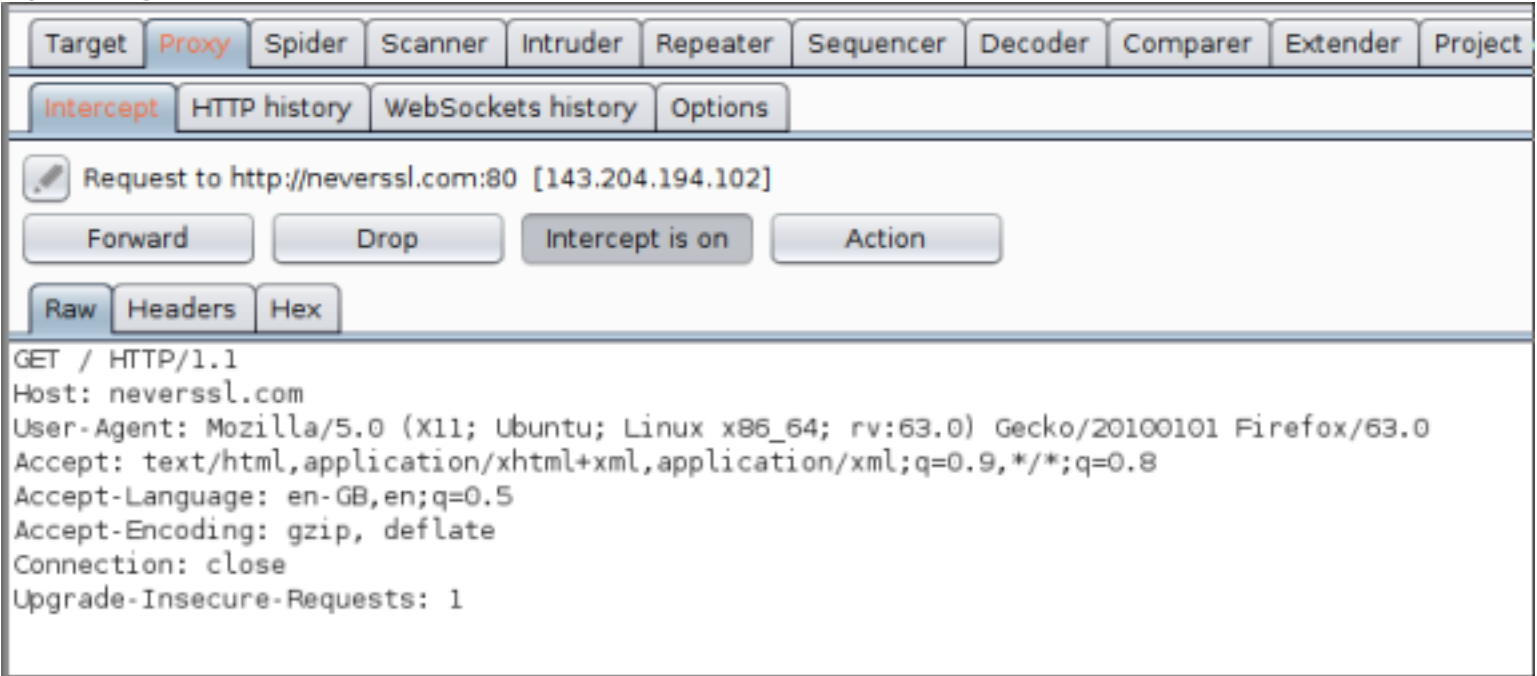 Target Proxy Spider Scanner Intruder Repeater Sequencer Decoder Comparer Extender Project
Intercept HTTP history WebSockets history Options
Request to http://neverssl.com:80 [143.204.194.102]
Forward Drop Intercept is on Action
Raw Headers Hex
GET / HTTP/1.1
Host: neverssl.com
User-Agent: Mozilla/5.0 (X11; Ubuntu; Linux x86_64; rv:63.0) Gecko/20100101 Firefox/63.0
Accept: text/html,application/xhtml+xml,application/xml;q=0.9,*/*;q=0.8
Accept-Language: en-GB,en;q=0.5
Accept-Encoding: gzip, deflate
Connection: close
Upgrade-Insecure-Requests: 1